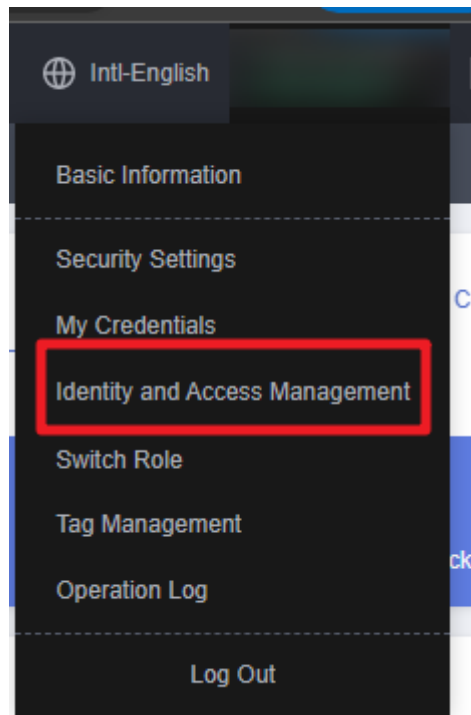 Intl-English
Basic Information
Security Settings
C
My Credentials
Identity and Access Management
Switch Role
Tag Management
ck
Operation Log
Log Out